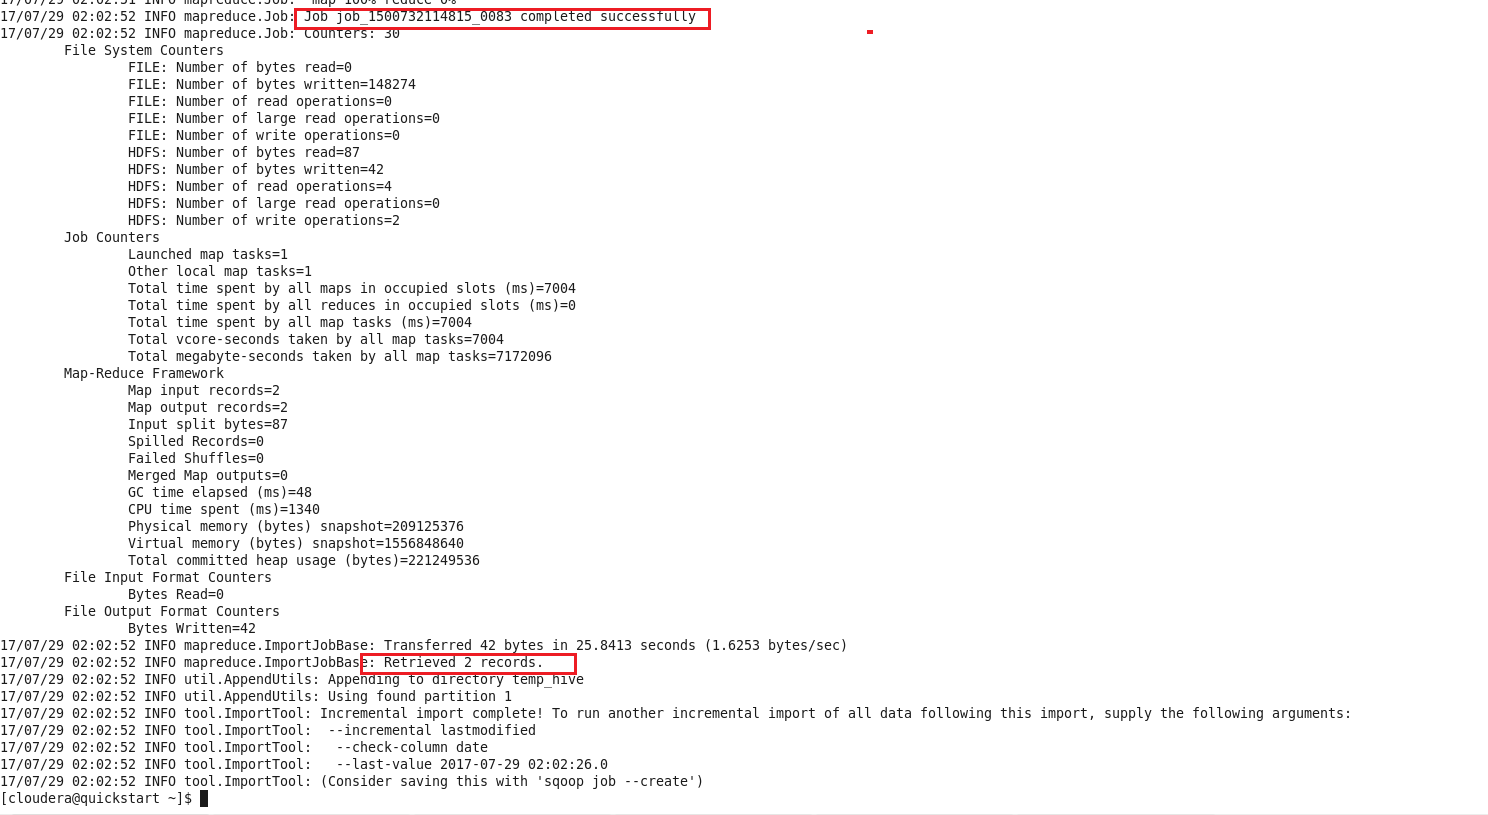 17/07/29 02:02:51 INFO mapreduce.Job:  map 100% reduce 0%
17/07/29 02:02:52 INFO mapreduce.Job: Job job_1500732114815_0083 completed successfully
17/07/29 02:02:52 INFO mapreduce.Job: Counters: 30
File System Counters
FILE: Number of bytes read=0
FILE: Number of bytes written=148274
FILE: Number of read operations=0
FILE: Number of large read operations=0
FILE: Number of write operations=0
HDFS: Number of bytes read=87
HDFS: Number of bytes written=42
HDFS: Number of read operations=4
HDFS: Number of large read operations=0
HDFS: Number of write operations=2
Job Counters
Launched map tasks=1
Other local map tasks=1
Total time spent by all maps in occupied slots (ms)=7004
Total time spent by all reduces in occupied slots (ms)=0
Total time spent by all map tasks (ms)=7004
Total vcore-seconds taken by all map tasks=7004
Total megabyte-seconds taken by all map tasks=7172096
Map-Reduce Framework
Map input records=2
Map output records=2
Input split bytes=87
Spilled Records=0
Failed Shuffles=0
Merged Map outputs=0
GC time elapsed (ms)=48
CPU time spent (ms)=1340
Physical memory (bytes) snapshot=209125376
Virtual memory (bytes) snapshot=1556848640
Total committed heap usage (bytes)=221249536
File Input Format Counters
Bytes Read=0
File Output Format Counters
Bytes Written=42
17/07/29 02:02:52 INFO mapreduce.ImportJobBase: Transferred 42 bytes in 25.8413 seconds (1.6253 bytes/sec)
17/07/29 02:02:52 INFO mapreduce.ImportJobBase: Retrieved 2 records.
17/07/29 02:02:52 INFO util.AppendUtils: Appending to directory temp_hive
17/07/29 02:02:52 INFO util.AppendUtils: Using found partition 1
17/07/29 02:02:52 INFO tool.ImportTool: Incremental import complete! To run another incremental import of all data following this import, supply the following arguments:
17/07/29 02:02:52 INFO tool.ImportTool:  --incremental lastmodified
17/07/29 02:02:52 INFO tool.ImportTool:   --check-column date
17/07/29 02:02:52 INFO tool.ImportTool:   --last-value 2017-07-29 02:02:26.0
17/07/29 02:02:52 INFO tool.ImportTool: (Consider saving this with 'sqoop job --create')
[cloudera@quickstart ~]$